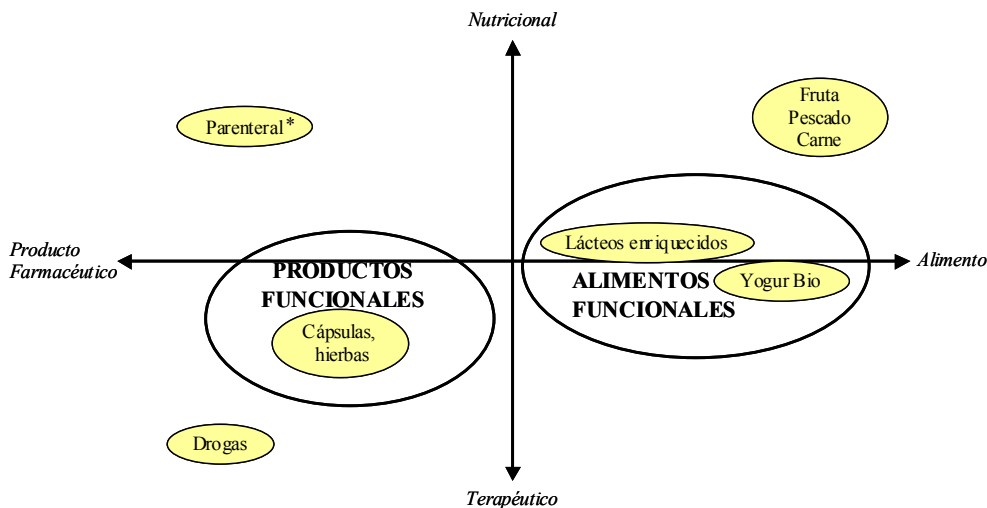 Nutricional
Fruta
Pescado
Carne
Parenteral*
Lácteos enriquecidos
Producto
Farmacéutico
Alimento
PRODUCTOS
FUNCIONALES
ALIMENTOS
FUNCIONALES
Yogur Bio
Cápsulas,
hierbas
Drogas
Terapéutico